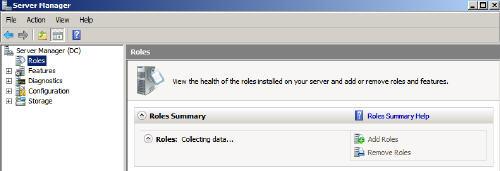 Server Manager
File Action View Help
Server Manager (DC)
Roles
Features
Diagnostics
Configuration
Storage
Roles
View the health of the roles installed on your server and add or remove roles and features.
Roles Summary
Roles Summary Help
Roles: Collecting data...
Add Roles
Remove Roles